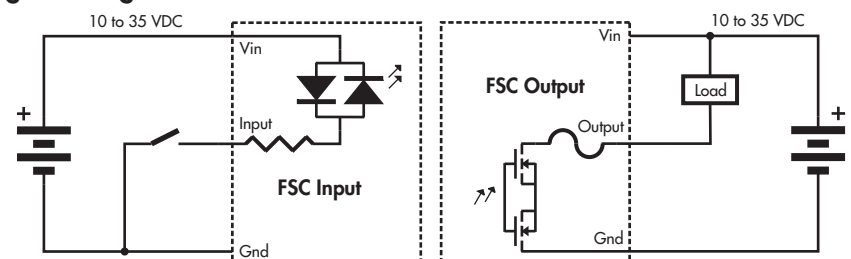 10 to 35 VDC
Vin
+
Input
FSC Input
Gnd
10 to 35 VDC
Vin
FSC Output
Load
+
Output
Gnd